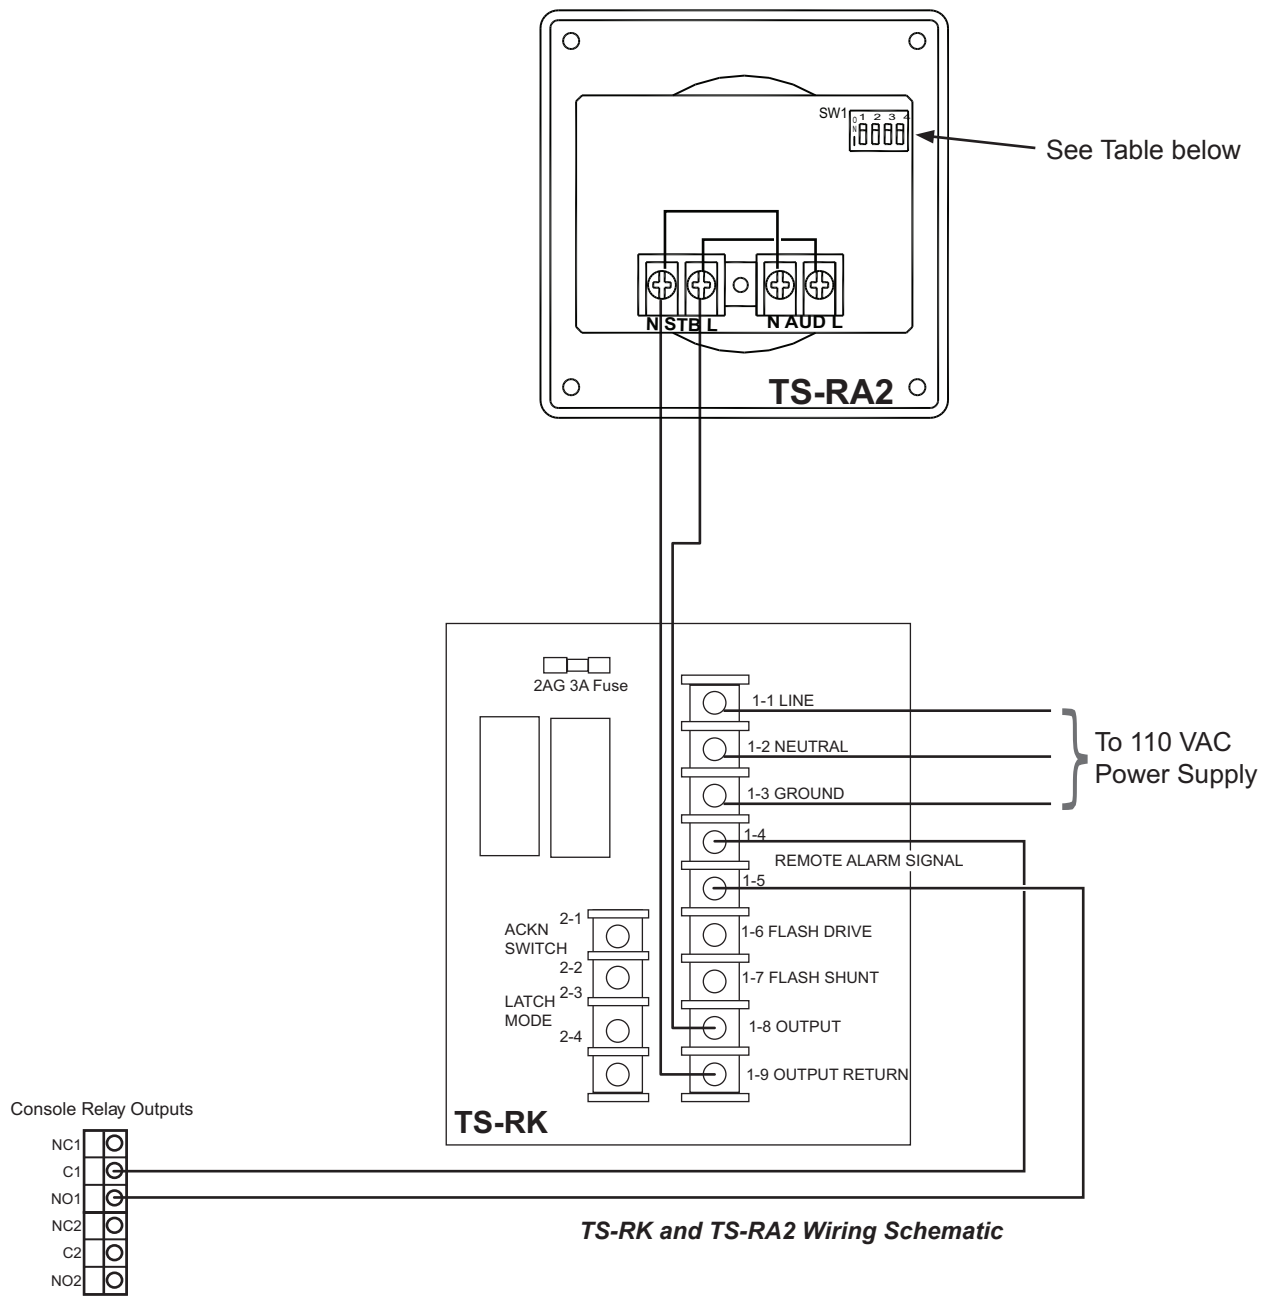 SW1
O
N
1 2 3 4
See Table below
N STB L
N AUD L
TS-RA2
2AG 3A Fuse
1-1 LINE
1-2 NEUTRAL
1-3 GROUND
To 110 VAC
Power Supply
1-4
REMOTE ALARM SIGNAL
1-5
1-6 FLASH DRIVE
1-7 FLASH SHUNT
1-8 OUTPUT
1-9 OUTPUT RETURN
2-1
ACKN
SWITCH
2-2
2-3
LATCH
MODE
2-4
TS-RK
Console Relay Outputs
NC1
C1
NO1
NC2
C2
NO2
TS-RK and TS-RA2 Wiring Schematic